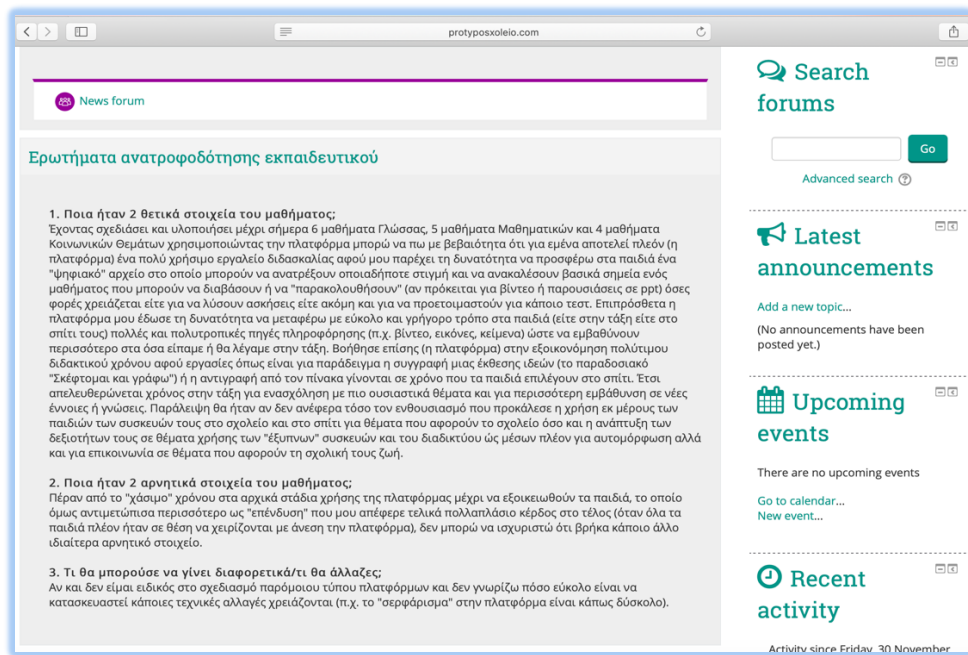 protyposxoleio.com
News forum
Ερωτήματα ανατροφοδότησης εκπαιδευτικού
1. Ποια ήταν 2 θετικά στοιχεία του μαθήματος;
Έχοντας σχεδιάσει και υλοποιήσει μέχρι σήμερα 6 μαθήματα Γλώσσας, 5 μαθήματα Μαθηματικών και 4 μαθήματα
Κοινωνικών Θεμάτων χρησιμοποιώντας την πλατφόρμα μπορώ να πω με βεβαιότητα ότι για εμένα αποτελεί πλέον (η
πλατφόρμα) ένα πολύ χρήσιμο εργαλείο διδασκαλίας αφού μου παρέχει τη δυνατότητα να προσφέρω στα παιδιά ένα
"ψηφιακό" αρχείο στο οποίο μπορούν να ανατρέξουν οποιαδήποτε στιγμή και να ανακαλέσουν βασικά σημεία ενός
μαθήματος που μπορούν να διαβάσουν ή να "παρακολουθήσουν" (αν πρόκειται για βίντεο ή παρουσιάσεις σε ppt) όσες
φορές χρειάζεται είτε για να λύσουν ασκήσεις είτε ακόμη και για να προετοιμαστούν για κάποιο τεστ. Επιπρόσθετα η
πλατφόρμα μου έδωσε τη δυνατότητα να μεταφέρω με εύκολο και γρήγορο τρόπο στα παιδιά (είτε στην τάξη είτε στο
σπίτι τους) πολλές και πολυτροπικές πηγές πληροφόρησης (π.χ. βίντεο, εικόνες, κείμενα) ώστε να εμβαθύνουν
περισσότερο στα όσα είπαμε ή θα λέγαμε στην τάξη. Βοήθησε επίσης (η πλατφόρμα) στην εξοικονόμηση πολύτιμου
διδακτικού χρόνου αφού εργασίες όπως είναι για παράδειγμα η συγγραφή μιας έκθεσης ιδεών (το παραδοσιακό
"Σκέφτομαι και γράφω") ή η αντιγραφή από τον πίνακα γίνονται σε χρόνο που τα παιδιά επιλέγουν στο σπίτι. Έτσι
απελευθερώνεται χρόνος στην τάξη για ενασχόληση με πιο ουσιαστικά θέματα και για περισσότερη εμβάθυνση σε νέες
έννοιες ή γνώσεις. Παράλειψη θα ήταν αν δεν ανέφερα τόσο τον ενθουσιασμό που προκάλεσε η χρήση εκ μέρους των
παιδιών των συσκευών τους στο σχολείο και στο σπίτι για θέματα που αφορούν το σχολείο όσο και η ανάπτυξη των
δεξιοτήτων τους σε θέματα χρήσης των "έξυπνων" συσκευών και του διαδικτύου ώς μέσων πλέον για αυτομόρφωση αλλά
και για επικοινωνία σε θέματα που αφορούν τη σχολική τους ζωή.
2. Ποια ήταν 2 αρνητικά στοιχεία του μαθήματος;
Πέραν από το "χάσιμο" χρόνου στα αρχικά στάδια χρήσης της πλατφόρμας μέχρι να εξοικειωθούν τα παιδιά, το οποίο
όμως αντιμετώπισα περισσότερο ως "επένδυση" που μου απέφερε τελικά πολλαπλάσιο κέρδος στο τέλος (όταν όλα τα
παιδιά πλέον ήταν σε θέση να χειρίζονται με άνεση την πλατφόρμα), δεν μπορώ να ισχυριστώ ότι βρήκα κάποιο άλλο
ιδιαίτερα αρνητικό στοιχείο.
3. Τι θα μπορούσε να γίνει διαφορετικά/τι θα άλλαζες;
Αν και δεν είμαι ειδικός στο σχεδιασμό παρόμοιου τύπου πλατφόρμων και δεν γνωρίζω πόσο εύκολο είναι να
κατασκευαστεί κάποιες τεχνικές αλλαγές χρειάζονται (π.χ. το "σερφάρισμα" στην πλατφόρμα είναι κάπως δύσκολο).
Search
forums
Go
Advanced search
Latest
announcements
Add a new topic...
(No announcements have been
posted yet.)
Upcoming
events
There are no upcoming events
Go to calendar...
New event...
Recent
activity
Activity since Friday, 30 November